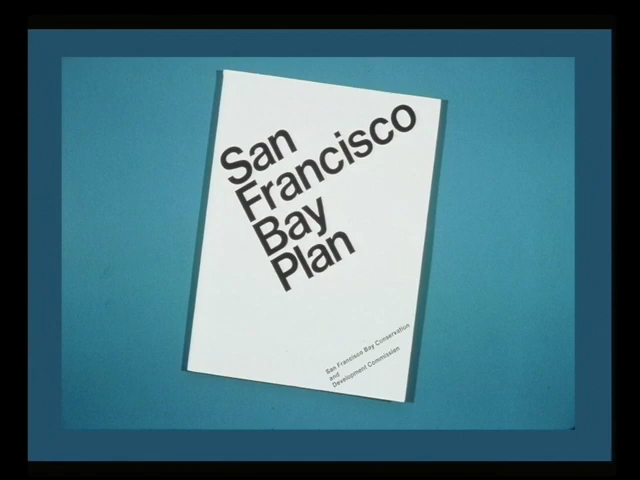 San
Francisco
Bay
Plan
San Francisco Bay Conservation
and
Development Commission